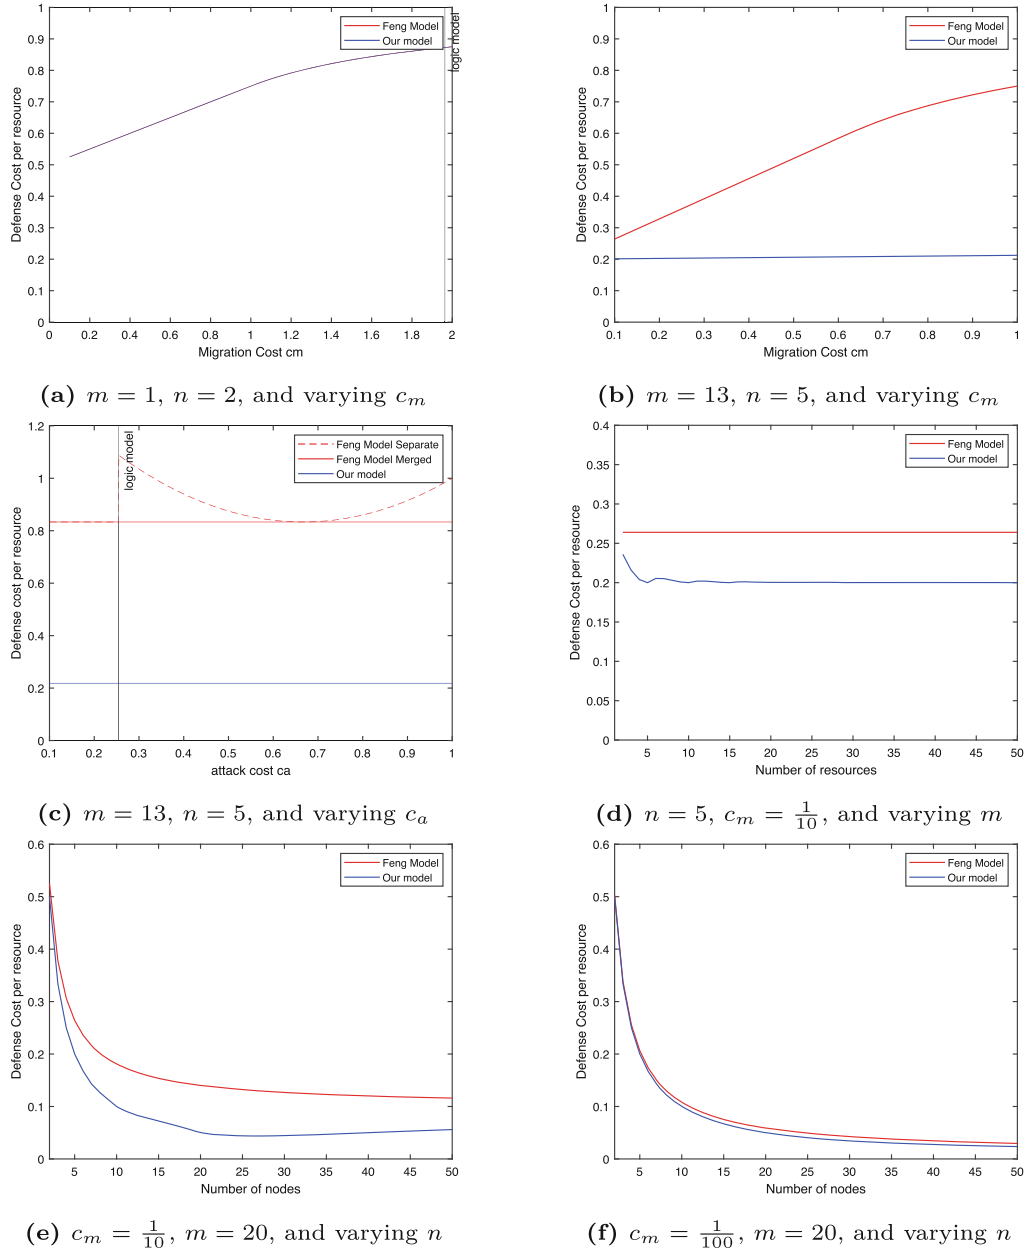 1
0.9
0.8
0.7
0.6
0.5
0.4
0.3
0.2
0.1
0
Defense Cost per resource
Feng Model
Our model
logic model
0 0.2 0.4 0.6 0.8 1 1.2 1.4 1.6 1.8 2
Migration Cost cm
(a) m = 1, n = 2, and varying c_m
1
0.9
0.8
0.7
0.6
0.5
0.4
0.3
0.2
0.1
0
Defense Cost per resource
Feng Model
Our model
0.1 0.2 0.3 0.4 0.5 0.6 0.7 0.8 0.9 1
Migration Cost cm
(b) m = 13, n = 5, and varying c_m
1.2
1
0.8
0.6
0.4
0.2
0
Defense Cost per resource
logic model
Feng Model Separate
Feng Model Merged
Our model
0.1 0.2 0.3 0.4 0.5 0.6 0.7 0.8 0.9 1
attack cost ca
(c) m = 13, n = 5, and varying c_a
0.4
0.35
0.3
0.25
0.2
0.15
0.1
0.05
0
Defense Cost per resource
Feng Model
Our model
5 10 15 20 25 30 35 40 45 50
Number of resources
(d) n = 5, c_m = 1/10, and varying m
0.6
0.5
0.4
0.3
0.2
0.1
0
Defense Cost per resource
Feng Model
Our model
5 10 15 20 25 30 35 40 45 50
Number of nodes
(e) c_m = 1/10, m = 20, and varying n
0.6
0.5
0.4
0.3
0.2
0.1
0
Defense Cost per resource
Feng Model
Our model
5 10 15 20 25 30 35 40 45 50
Number of nodes
(f) c_m = 1/100, m = 20, and varying n